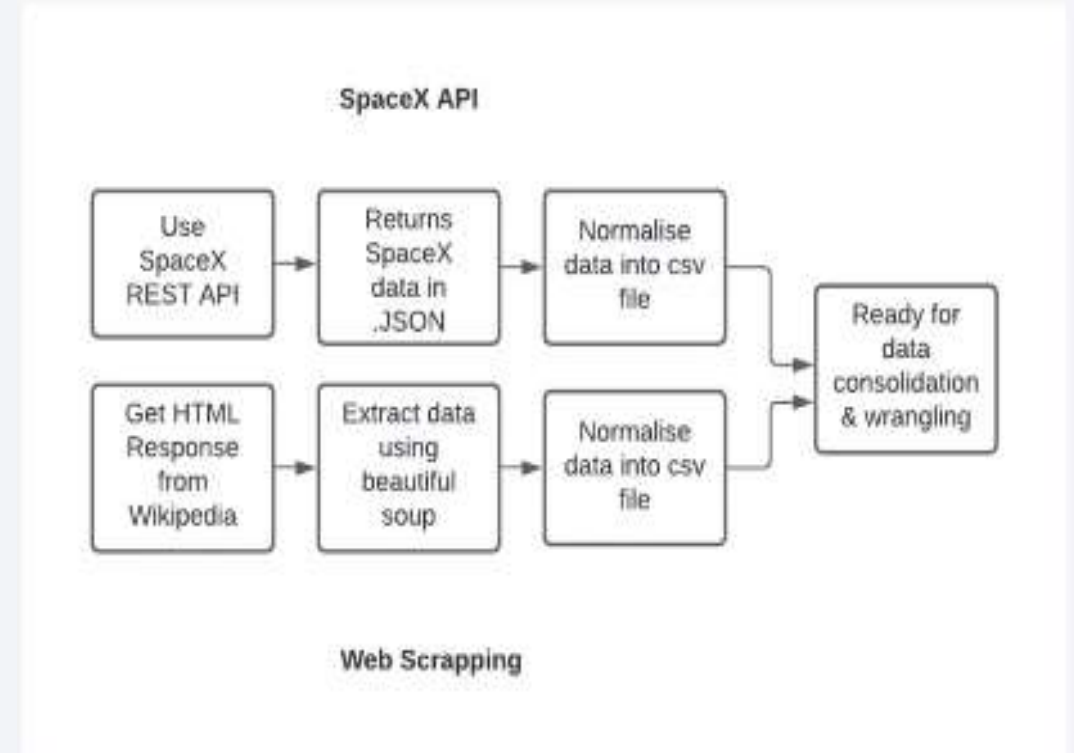 SpaceX API
Use
SpaceX
REST API
Returns
SpaceX
data in
.JSON
Normalise
data into csv
file
Get HTML
Response
from
Wikipedia
Extract data
using
beautiful
soup
Normalise
data into csv
file
Ready for
data
consolidation
& wrangling
Web Scrapping